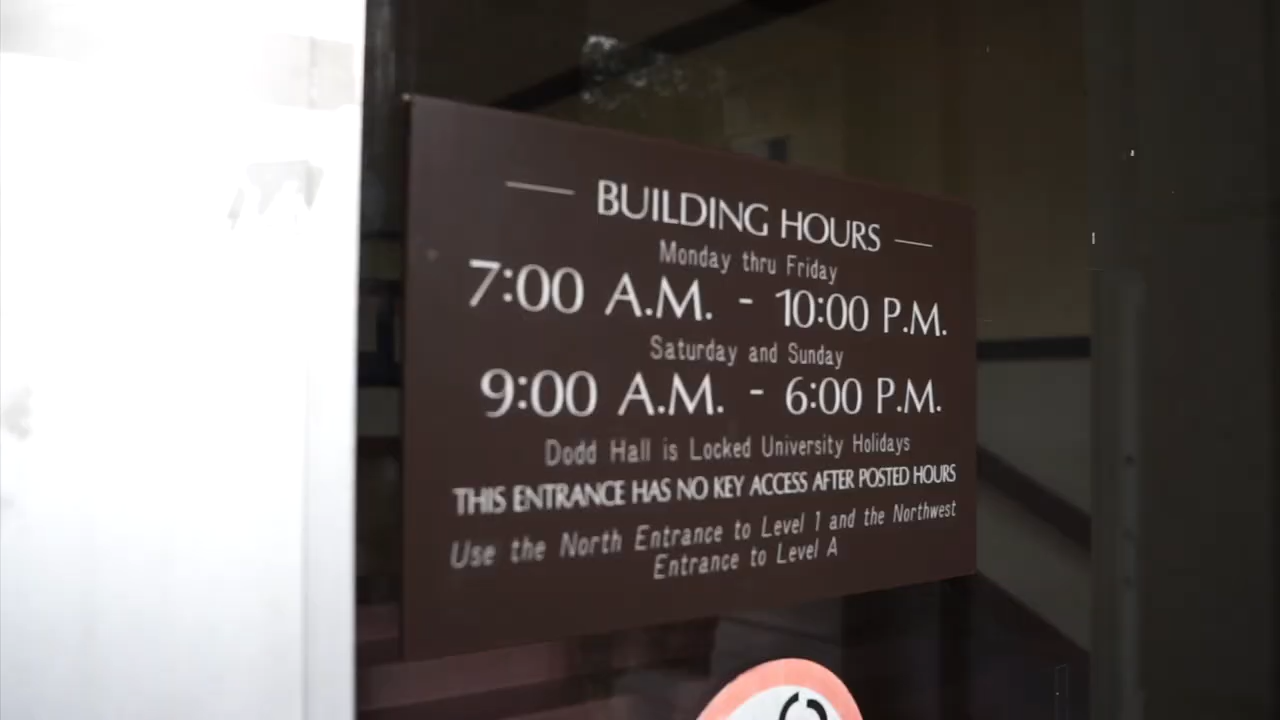 BUILDING HOURS
Monday thru Friday
7:00 A.M. - 10:00 P.M.
Saturday and Sunday
9:00 A.M. - 6:00 P.M.
Dodd Hall is Locked University Holidays
THIS ENTRANCE HAS NO KEY ACCESS AFTER POSTED HOURS
Use the North Entrance to Level 1 and the Northwest
Entrance to Level A